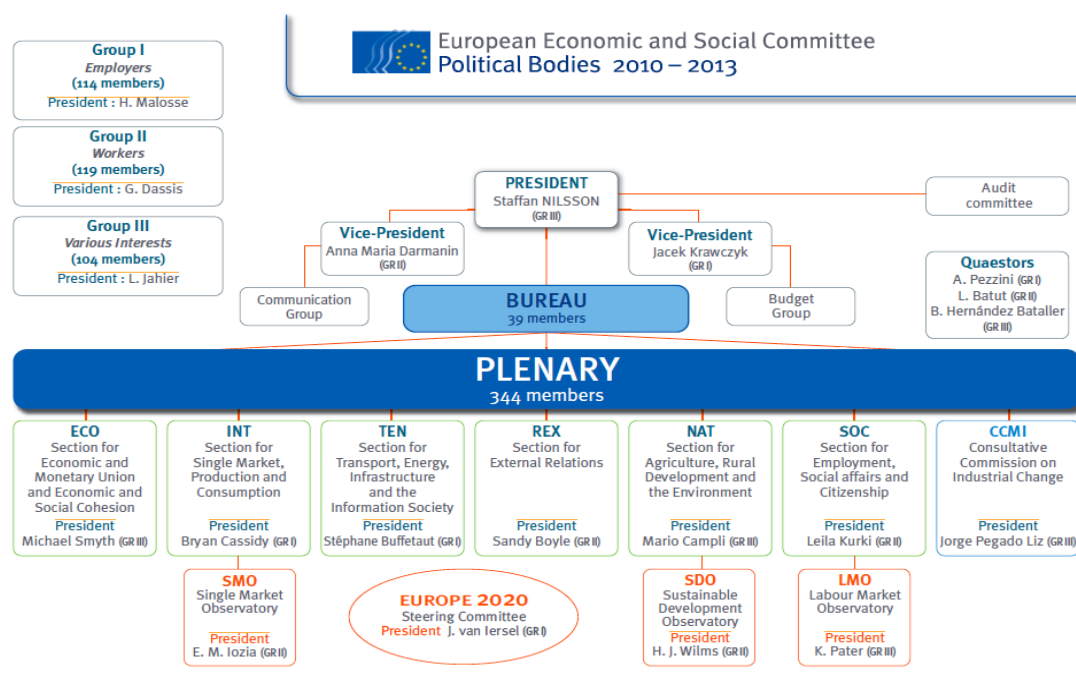 European Economic and Social Committee
Political Bodies 2010 – 2013
Group I
Employers
(114 members)
President : H. Malosse
Group II
Workers
(119 members)
President : G. Dassis
Group III
Various Interests
(104 members)
President : L. Jahier
PRESIDENT
Staffan NILSSON
(GR III)
Audit
committee
Vice-President
Anna Maria Darmanin
(GR II)
Vice-President
Jacek Krawczyk
(GR I)
Quaestors
A. Pezzini (GR I)
L. Batut (GR II)
B. Hernández Bataller
(GR III)
Communication
Group
BUREAU
39 members
Budget
Group
PLENARY
344 members
ECO
Section for
Economic and
Monetary Union
and Economic and
Social Cohesion
President
Michael Smyth (GR III)
INT
Section for
Single Market,
Production and
Consumption
President
Bryan Cassidy (GR I)
TEN
Section for
Transport, Energy,
Infrastructure
and the
Information Society
President
Stéphane Buffetaut (GR I)
REX
Section for
External Relations
President
Sandy Boyle (GR II)
NAT
Section for
Agriculture, Rural
Development and
the Environment
President
Mario Campli (GR III)
SOC
Section for
Employment,
Social affairs and
Citizenship
President
Leila Kurki (GR II)
CCMI
Consultative
Commission on
Industrial Change
President
Jorge Pegado Liz (GR III)
SMO
Single Market
Observatory
President
E. M. Iozia (GR II)
EUROPE 2020
Steering Committee
President J. van Iersel (GR I)
SDO
Sustainable
Development
Observatory
President
H. J. Wilms (GR II)
LMO
Labour Market
Observatory
President
K. Pater (GR III)